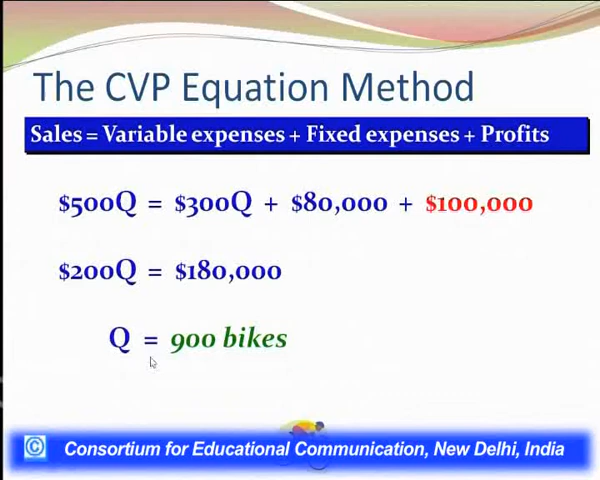 The CVP Equation Method
Sales = Variable expenses + Fixed expenses + Profits
$500Q = $300Q + $80,000 + $100,000
$200Q = $180,000
Q = 900 bikes
© Consortium for Educational Communication, New Delhi, India